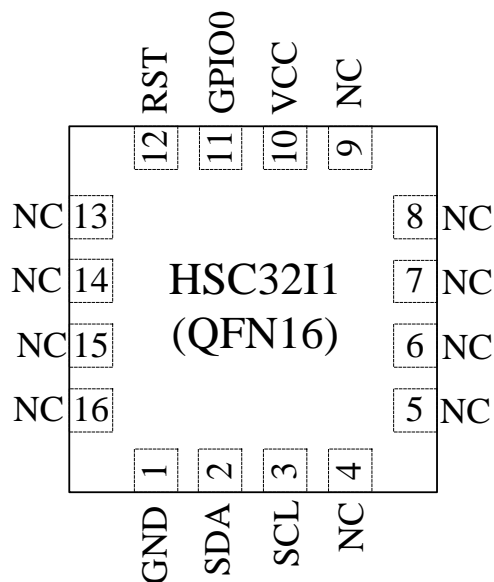 RST GPIO0 VCC NC
12 11 10 9
NC 13
8 NC
NC 14
7 NC
HSC32I1
(QFN16)
NC 15
6 NC
NC 16
5 NC
1 2 3 4
GND SDA SCL NC